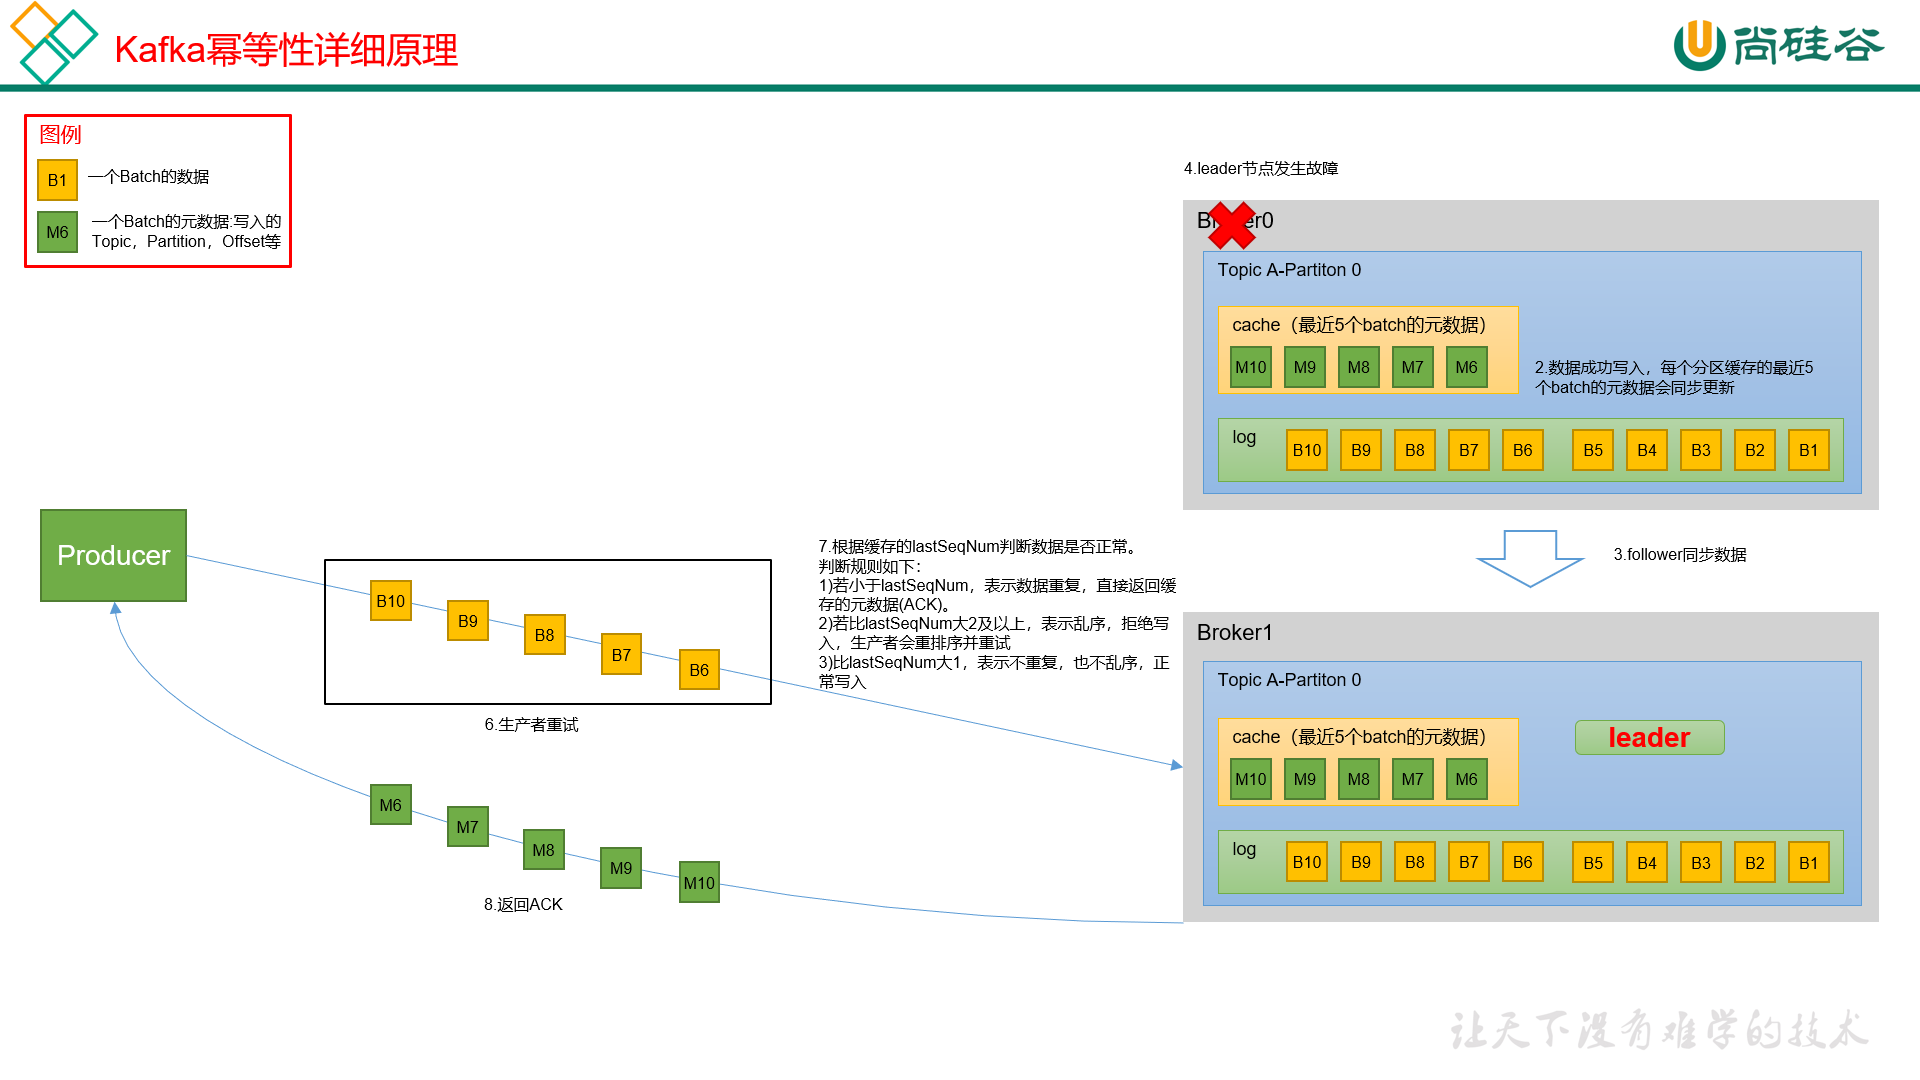 Kafka幂等性详细原理
尚硅谷
图例
B1
一个Batch的数据
M6
一个Batch的元数据:写入的
Topic，Partition，Offset等
4.leader节点发生故障
Br er0
Topic A-Partiton 0
cache（最近5个batch的元数据）
M10 M9 M8 M7 M6
2.数据成功写入，每个分区缓存的最近5
个batch的元数据会同步更新
log
B10 B9 B8 B7 B6 B5 B4 B3 B2 B1
3.follower同步数据
Producer
B10 B9 B8 B7 B6
6.生产者重试
7.根据缓存的lastSeqNum判断数据是否正常。
判断规则如下：
1)若小于lastSeqNum，表示数据重复，直接返回缓
存的元数据(ACK)。
2)若比lastSeqNum大2及以上，表示乱序，拒绝写
入，生产者会重排序并重试
3)比lastSeqNum大1，表示不重复，也不乱序，正
常写入
Broker1
Topic A-Partiton 0
cache（最近5个batch的元数据）
M10 M9 M8 M7 M6
leader
log
B10 B9 B8 B7 B6 B5 B4 B3 B2 B1
M6 M7 M8 M9 M10
8.返回ACK
让天下没有难学的技术